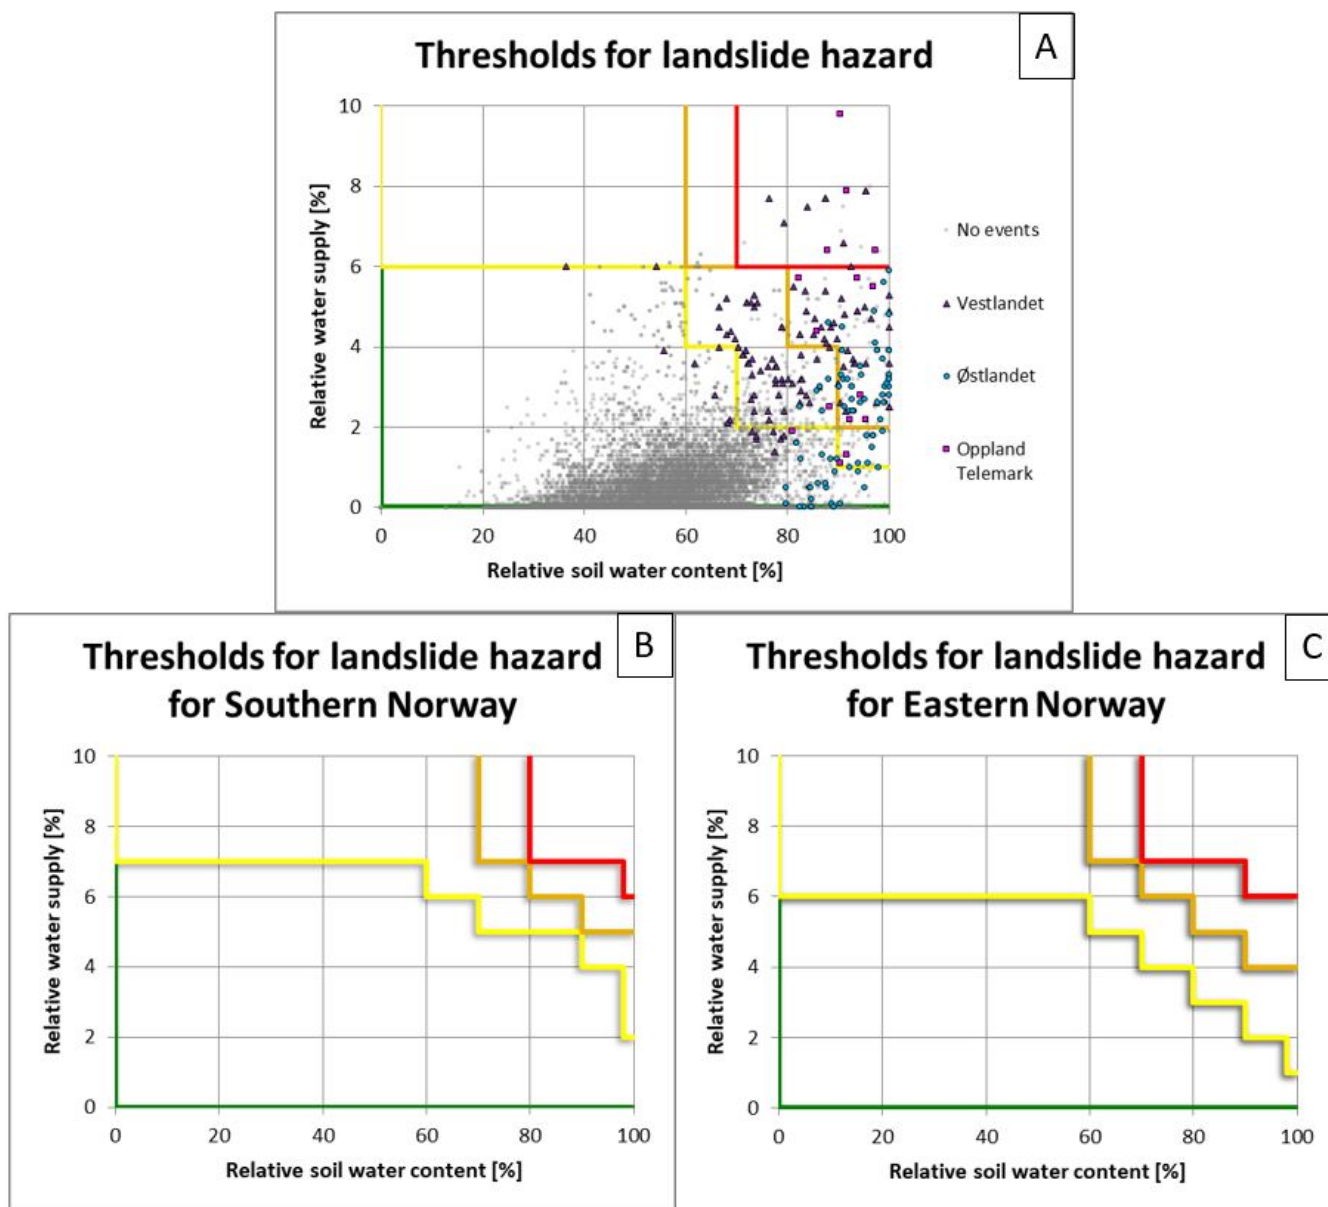 Thresholds for landslide hazard
A
10
8
6
4
2
0
0 20 40 60 80 100
Relative water supply [%]
Relative soil water content [%]
No events
Vestlandet
Østlandet
Oppland
Telemark
Thresholds for landslide hazard
for Southern Norway
B
10
8
6
4
2
0
0 20 40 60 80 100
Relative water supply [%]
Relative soil water content [%]
Thresholds for landslide hazard
for Eastern Norway
C
10
8
6
4
2
0
0 20 40 60 80 100
Relative water supply [%]
Relative soil water content [%]